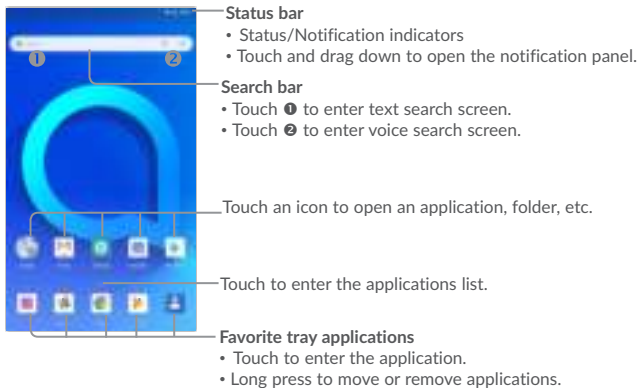 Status bar
• Status/Notification indicators
• Touch and drag down to open the notification panel.
Search bar
• Touch ❶ to enter text search screen.
• Touch ❷ to enter voice search screen.
❶ ❷
Touch an icon to open an application, folder, etc.
Touch to enter the applications list.
Favorite tray applications
• Touch to enter the application.
• Long press to move or remove applications.